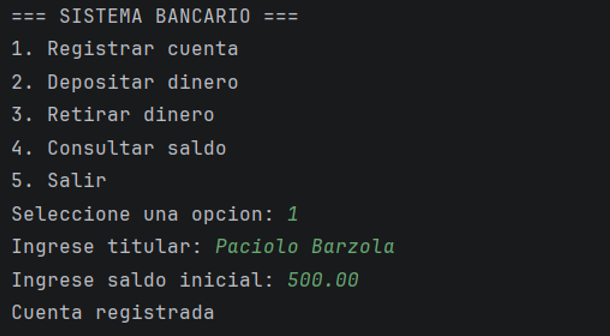 === SISTEMA BANCARIO ===
1. Registrar cuenta
2. Depositar dinero
3. Retirar dinero
4. Consultar saldo
5. Salir
Seleccione una opcion: 1
Ingrese titular: Paciolo Barzola
Ingrese saldo inicial: 500.00
Cuenta registrada